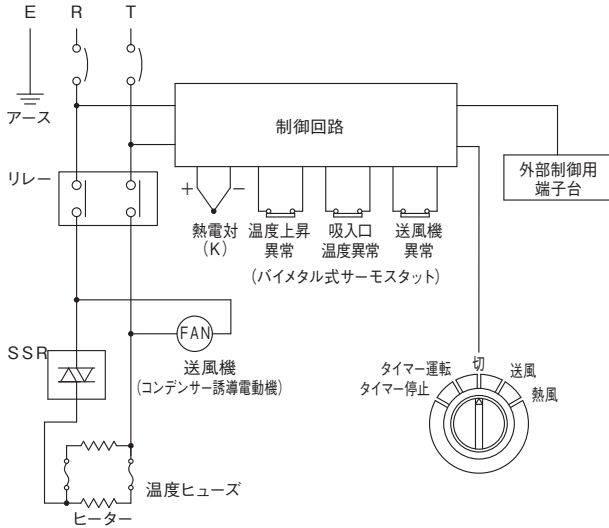 E R T
アース
制御回路
リレー
外部制御用
端子台
+ −
熱電対
(K)
温度上昇
異常
吸入口
温度異常
送風機
異常
(バイメタル式サーモスタット)
FAN
送風機
(コンデンサー誘導電動機)
SSR
切
タイマー運転
送風
タイマー停止
熱風
温度ヒューズ
ヒーター